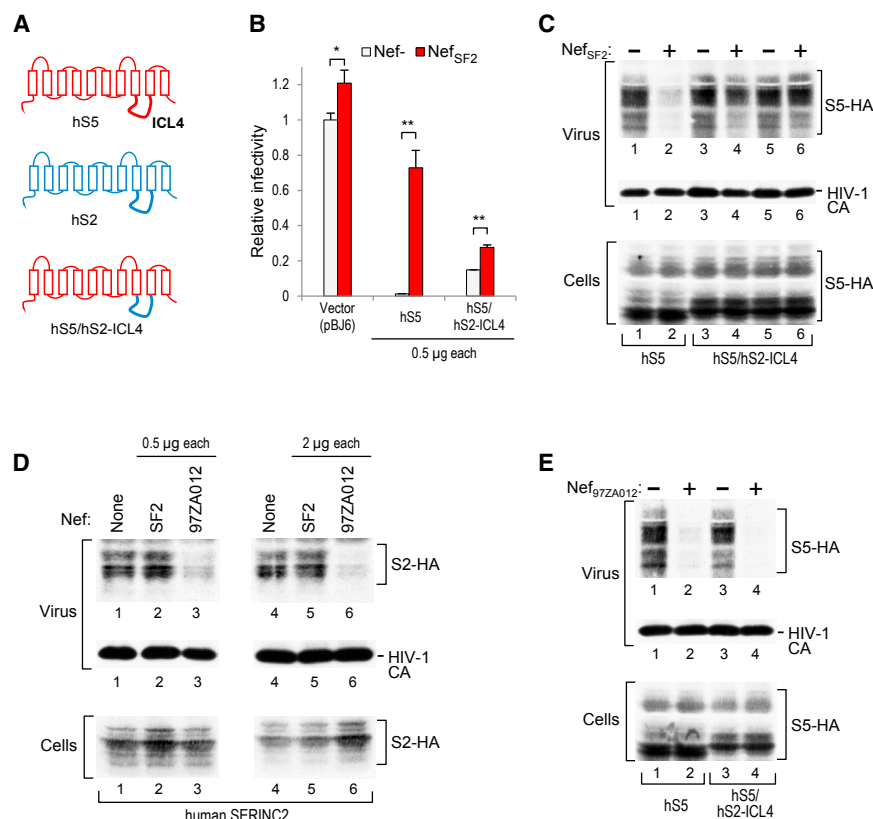 A
hS5
ICL4
hS2
hS5/hS2-ICL4
B
Nef-
NefSF2
Relative infectivity
1.2
1
0.8
0.6
0.4
0.2
0
*
**
**
Vector
(pBJ6)
hS5
hS5/
hS2-ICL4
0.5 µg each
C
NefSF2: – + – + – +
Virus
S5-HA
1 2 3 4 5 6
HIV-1
CA
1 2 3 4 5 6
Cells
S5-HA
1 2 3 4 5 6
hS5 hS5/hS2-ICL4
D
0.5 µg each 2 µg each
Nef: None SF2 97ZA012 None SF2 97ZA012
Virus
S2-HA
1 2 3 4 5 6
HIV-1
CA
1 2 3 4 5 6
Cells
S2-HA
1 2 3 4 5 6
human SERINC2
E
Nef97ZA012: – + – +
Virus
S5-HA
1 2 3 4
HIV-1
CA
1 2 3 4
Cells
S5-HA
1 2 3 4
hS5 hS5/
hS2-ICL4